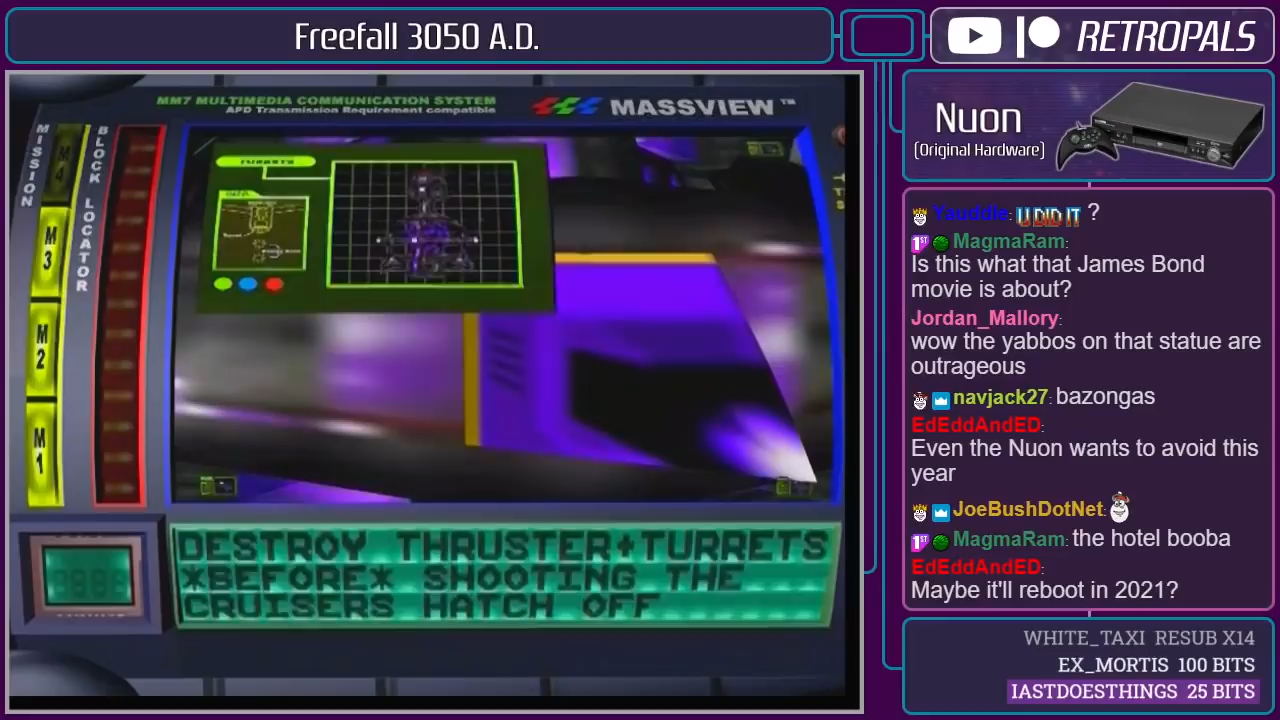 Freefall 3050 A.D.
RETROPALS
MM7 MULTIMEDIA COMMUNICATION SYSTEM
APD Transmission Requirement compatible
MASSVIEW ™
MISSION
M4
M3
M2
M1
BLOCK LOCATOR
TURRETS
DESTROY THRUSTER+TURRETS
*BEFORE* SHOOTING THE
CRUISERS HATCH OFF
Nuon
(Original Hardware)
Yauddie: U DID IT ?
1ST MagmaRam:
Is this what that James Bond
movie is about?
Jordan_Mallory:
wow the yabbos on that statue are
outrageous
navjack27: bazongas
EdEddAndED:
Even the Nuon wants to avoid this
year
JoeBushDotNet:
1ST MagmaRam: the hotel booba
EdEddAndED:
Maybe it'll reboot in 2021?
WHITE_TAXI RESUB X14
EX_MORTIS 100 BITS
IASTDOESTHINGS 25 BITS